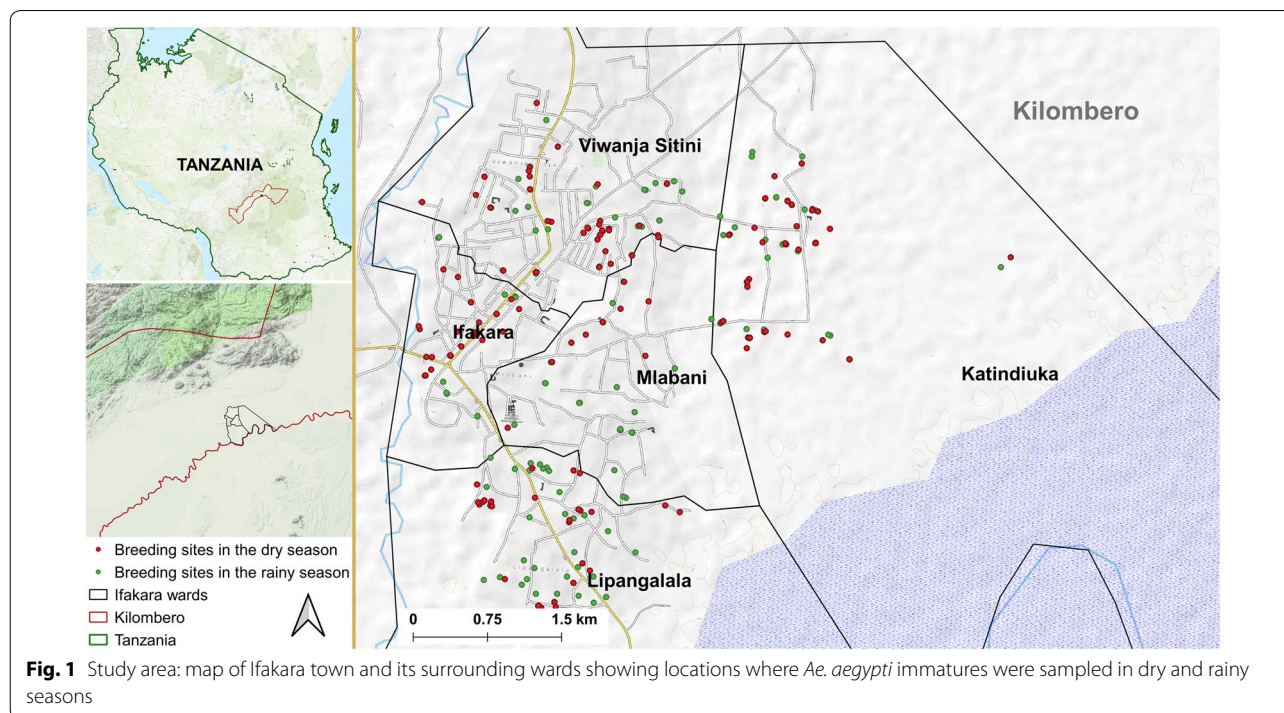 TANZANIA
Breeding sites in the dry season
Breeding sites in the rainy season
Ifakara wards
Kilombero
Tanzania
Kilombero
Viwanja Sitini
Ifakara
Mlabani
Katindiuka
Lipangalala
Lipangalala
0 0.75 1.5 km
Fig. 1 Study area: map of Ifakara town and its surrounding wards showing locations where Ae. aegypti immatures were sampled in dry and rainy
seasons